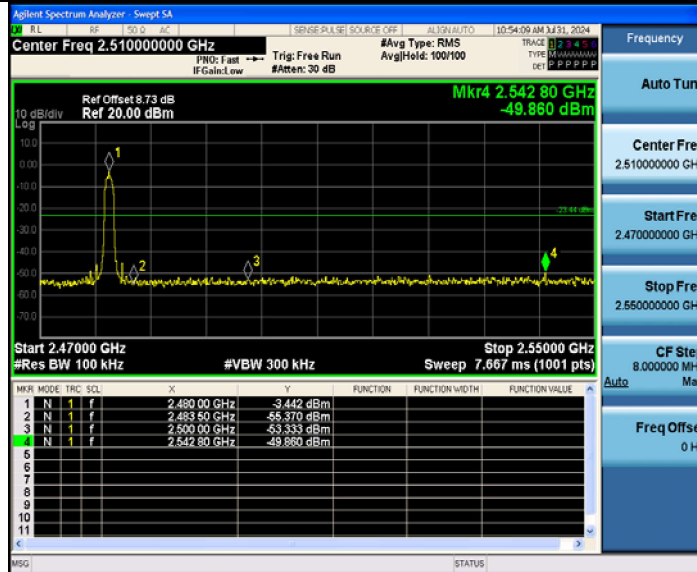 Agilent Spectrum Analyzer - Swept SA
RL RF 50 Ω AC SENSE:PULSE SOURCE OFF ALIGN AUTO 10:54:09 AM Jul 31, 2024
Center Freq 2.510000000 GHz
PNO: Fast
IFGain:Low
Trig: Free Run
#Atten: 30 dB
#Avg Type: RMS
Avg|Hold: 100/100
TRACE 1 2 3 4 5 6
TYPE MWWWWW
DET P P P P P P
Mkr4 2.542 80 GHz
-49.860 dBm
Ref Offset 8.73 dB
10 dB/div Ref 20.00 dBm
Log
10.0
0.00
-10.0
-20.0
-30.0
-40.0
-50.0
-60.0
-70.0
1
2
3
4
-23.44 dBm
Start 2.47000 GHz Stop 2.55000 GHz
#Res BW 100 kHz #VBW 300 kHz Sweep 7.667 ms (1001 pts)
MKR MODE TRC SCL X Y FUNCTION FUNCTION WIDTH FUNCTION VALUE
1 N 1 f 2.480 00 GHz -3.442 dBm
2 N 1 f 2.483 50 GHz -55.370 dBm
3 N 1 f 2.500 00 GHz -53.333 dBm
4 N 1 f 2.542 80 GHz -49.860 dBm
5
6
7
8
9
10
11
MSG STATUS
Frequency
Auto Tun
Center Fre
2.510000000 GH
Start Fre
2.470000000 GH
Stop Fre
2.550000000 GH
CF Ste
8.000000 MH
Auto Ma
Freq Offse
0 H